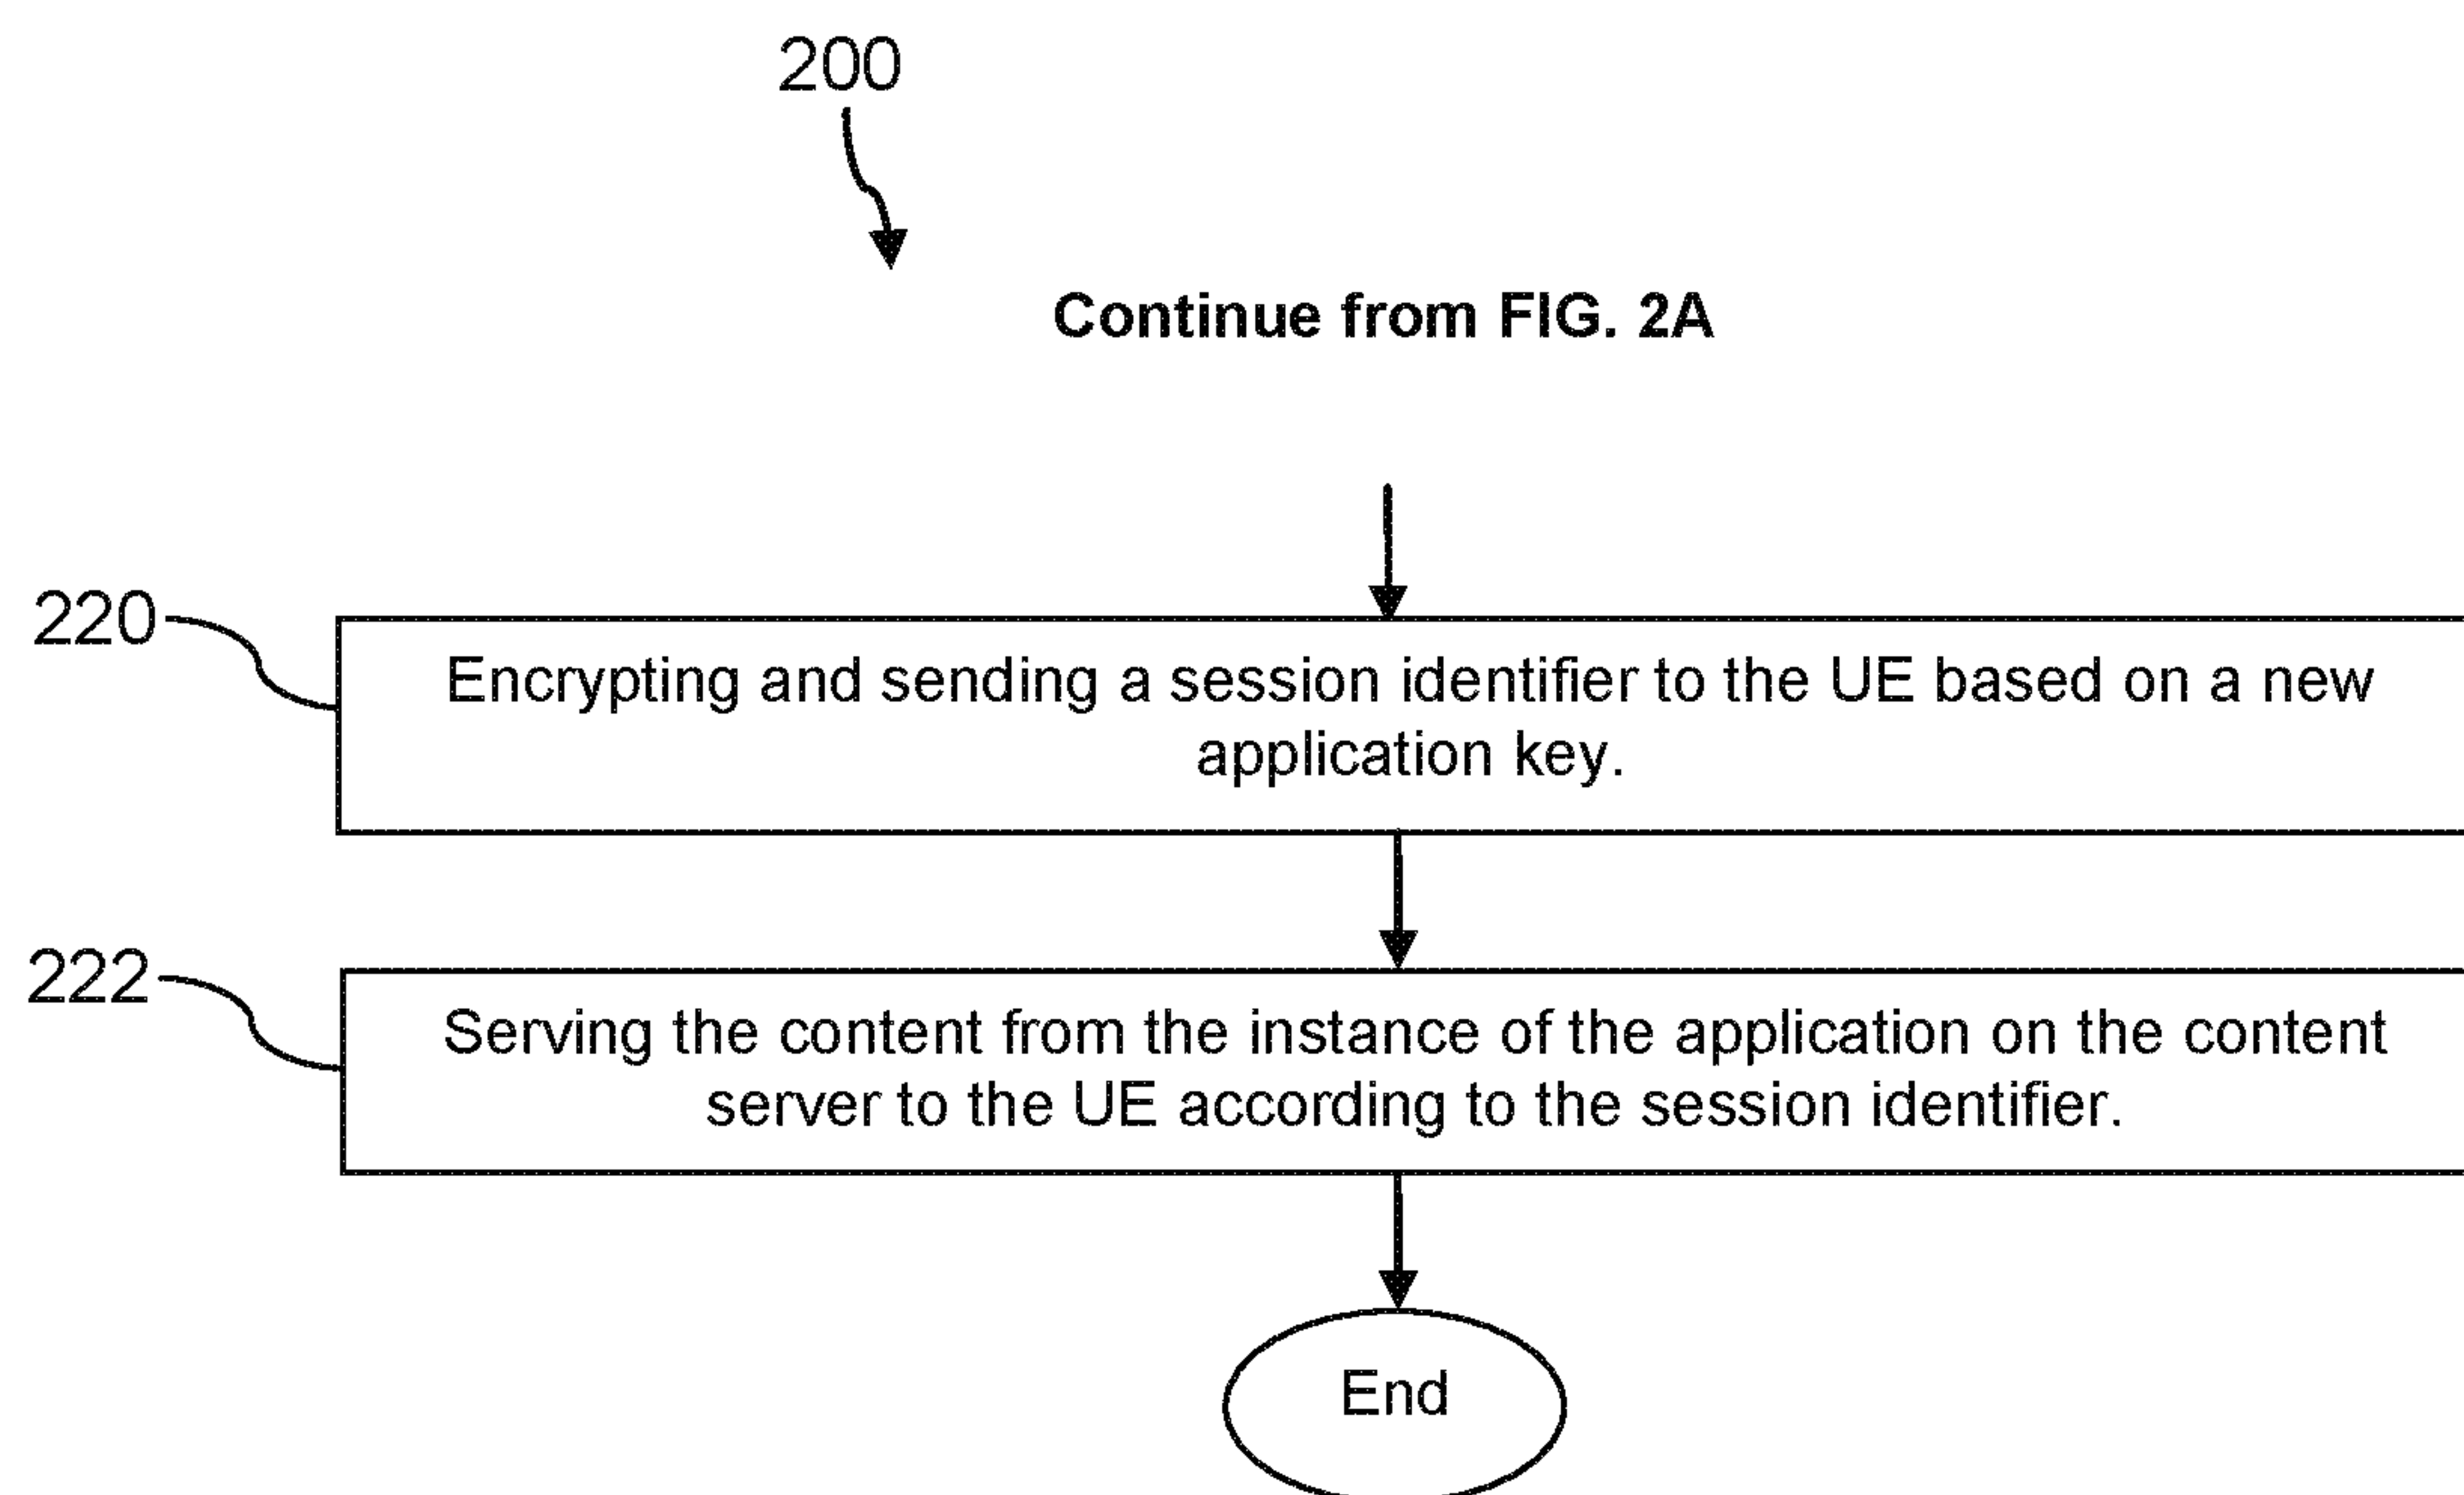 200
Continue from FIG. 2A
220
Encrypting and sending a session identifier to the UE based on a new
application key.
222
Serving the content from the instance of the application on the content
server to the UE according to the session identifier.
End